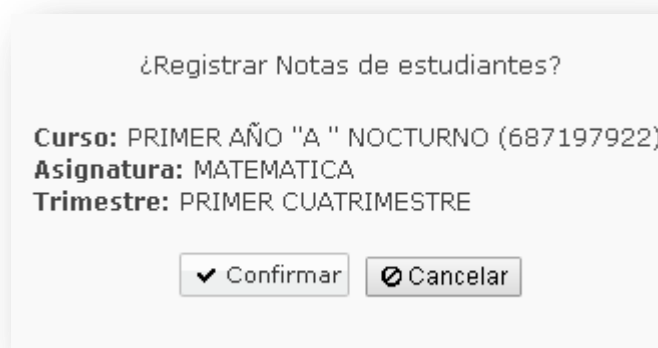 ¿Registrar Notas de estudiantes?
Curso: PRIMER AÑO "A " NOCTURNO (687197922)
Asignatura: MATEMATICA
Trimestre: PRIMER CUATRIMESTRE
Confirmar Cancelar